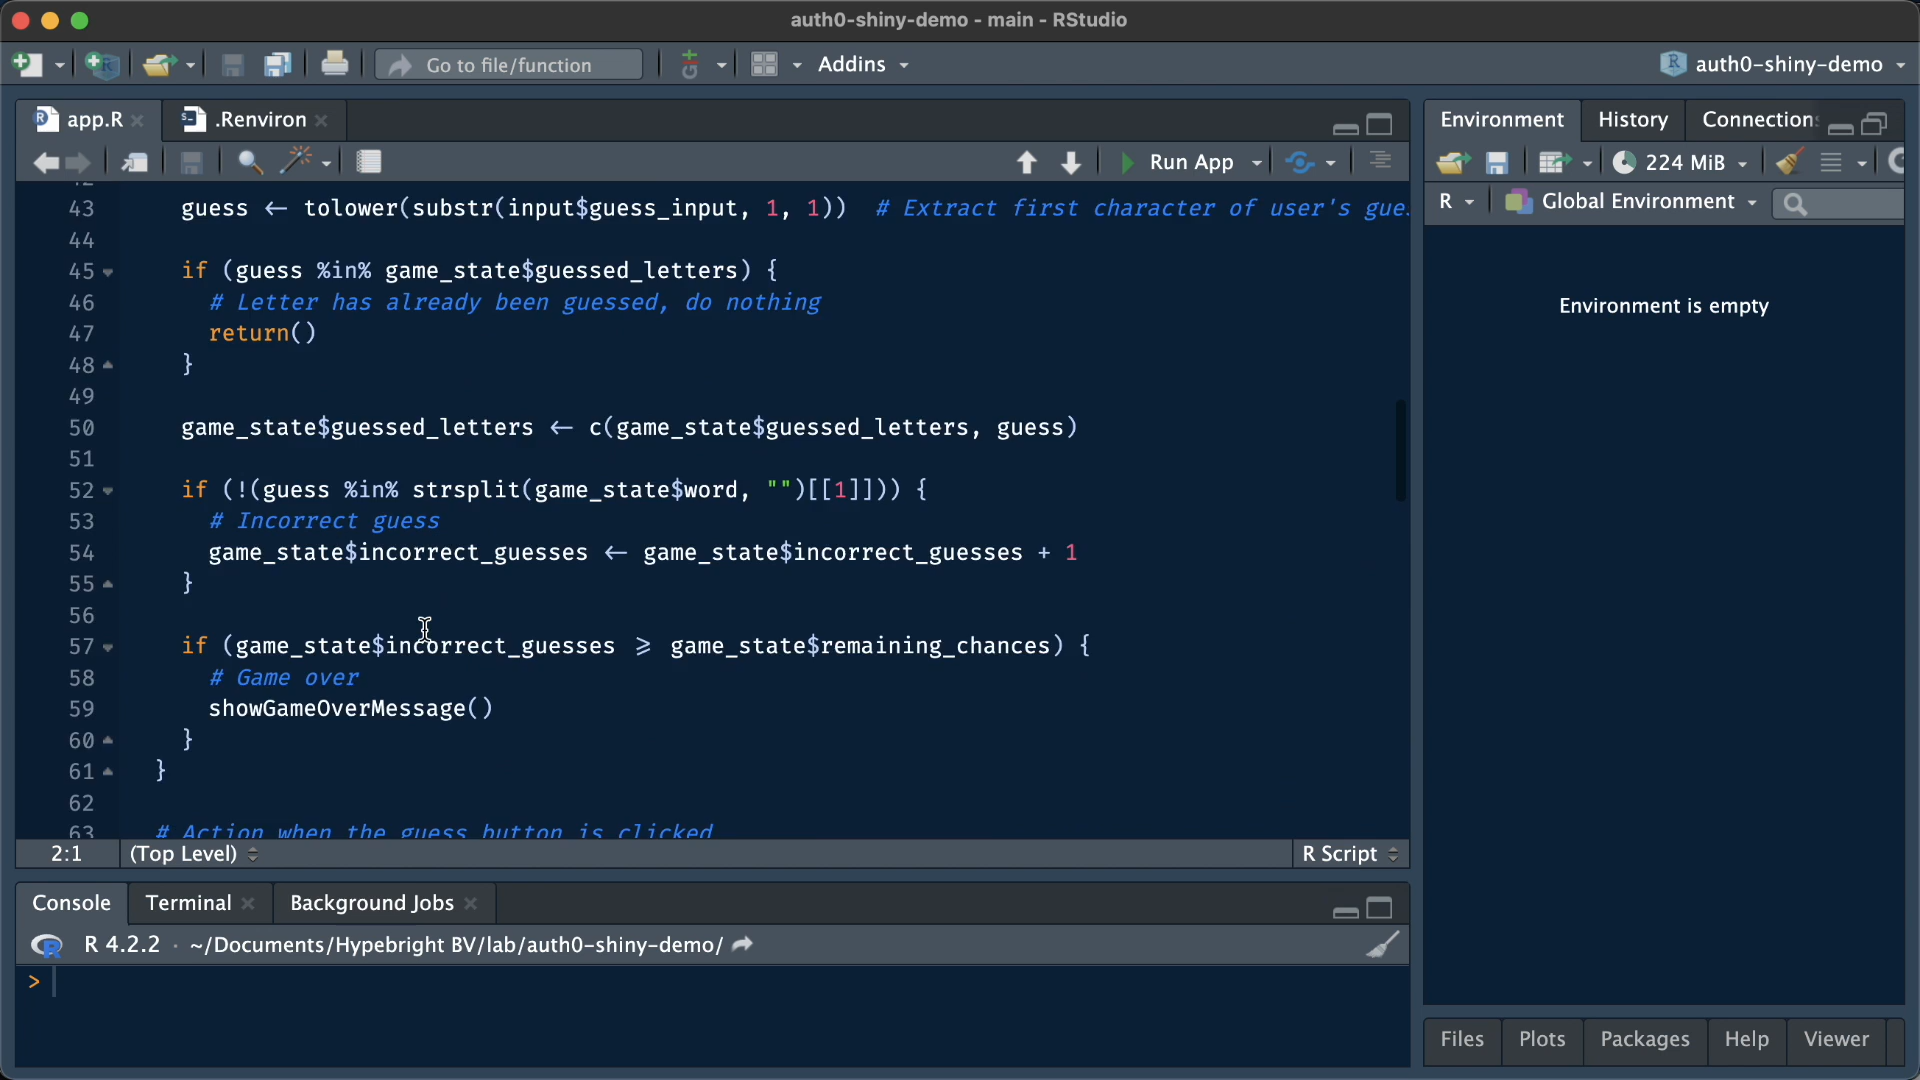 auth0-shiny-demo - main - RStudio
Go to file/function
Addins
auth0-shiny-demo
app.R
.Renviron
Run App
43 guess <- tolower(substr(input$guess_input, 1, 1)) # Extract first character of user's
44
45 if (guess %in% game_state$guessed_letters) {
46 # Letter has already been guessed, do nothing
47 return()
48 }
49
50 game_state$guessed_letters <- c(game_state$guessed_letters, guess)
51
52 if (!(guess %in% strsplit(game_state$word, "")[[1]])) {
53 # Incorrect guess
54 game_state$incorrect_guesses <- game_state$incorrect_guesses + 1
55 }
56
57 if (game_state$incorrect_guesses >= game_state$remaining_chances) {
58 # Game over
59 showGameOverMessage()
60 }
61 }
62
63 # Action when the guess button is clicked
2:1 (Top Level) R Script
Console Terminal Background Jobs
R 4.2.2 · ~/Documents/Hypebright BV/lab/auth0-shiny-demo/
>
Environment History Connection
224 MiB
R Global Environment
Environment is empty
Files Plots Packages Help Viewer